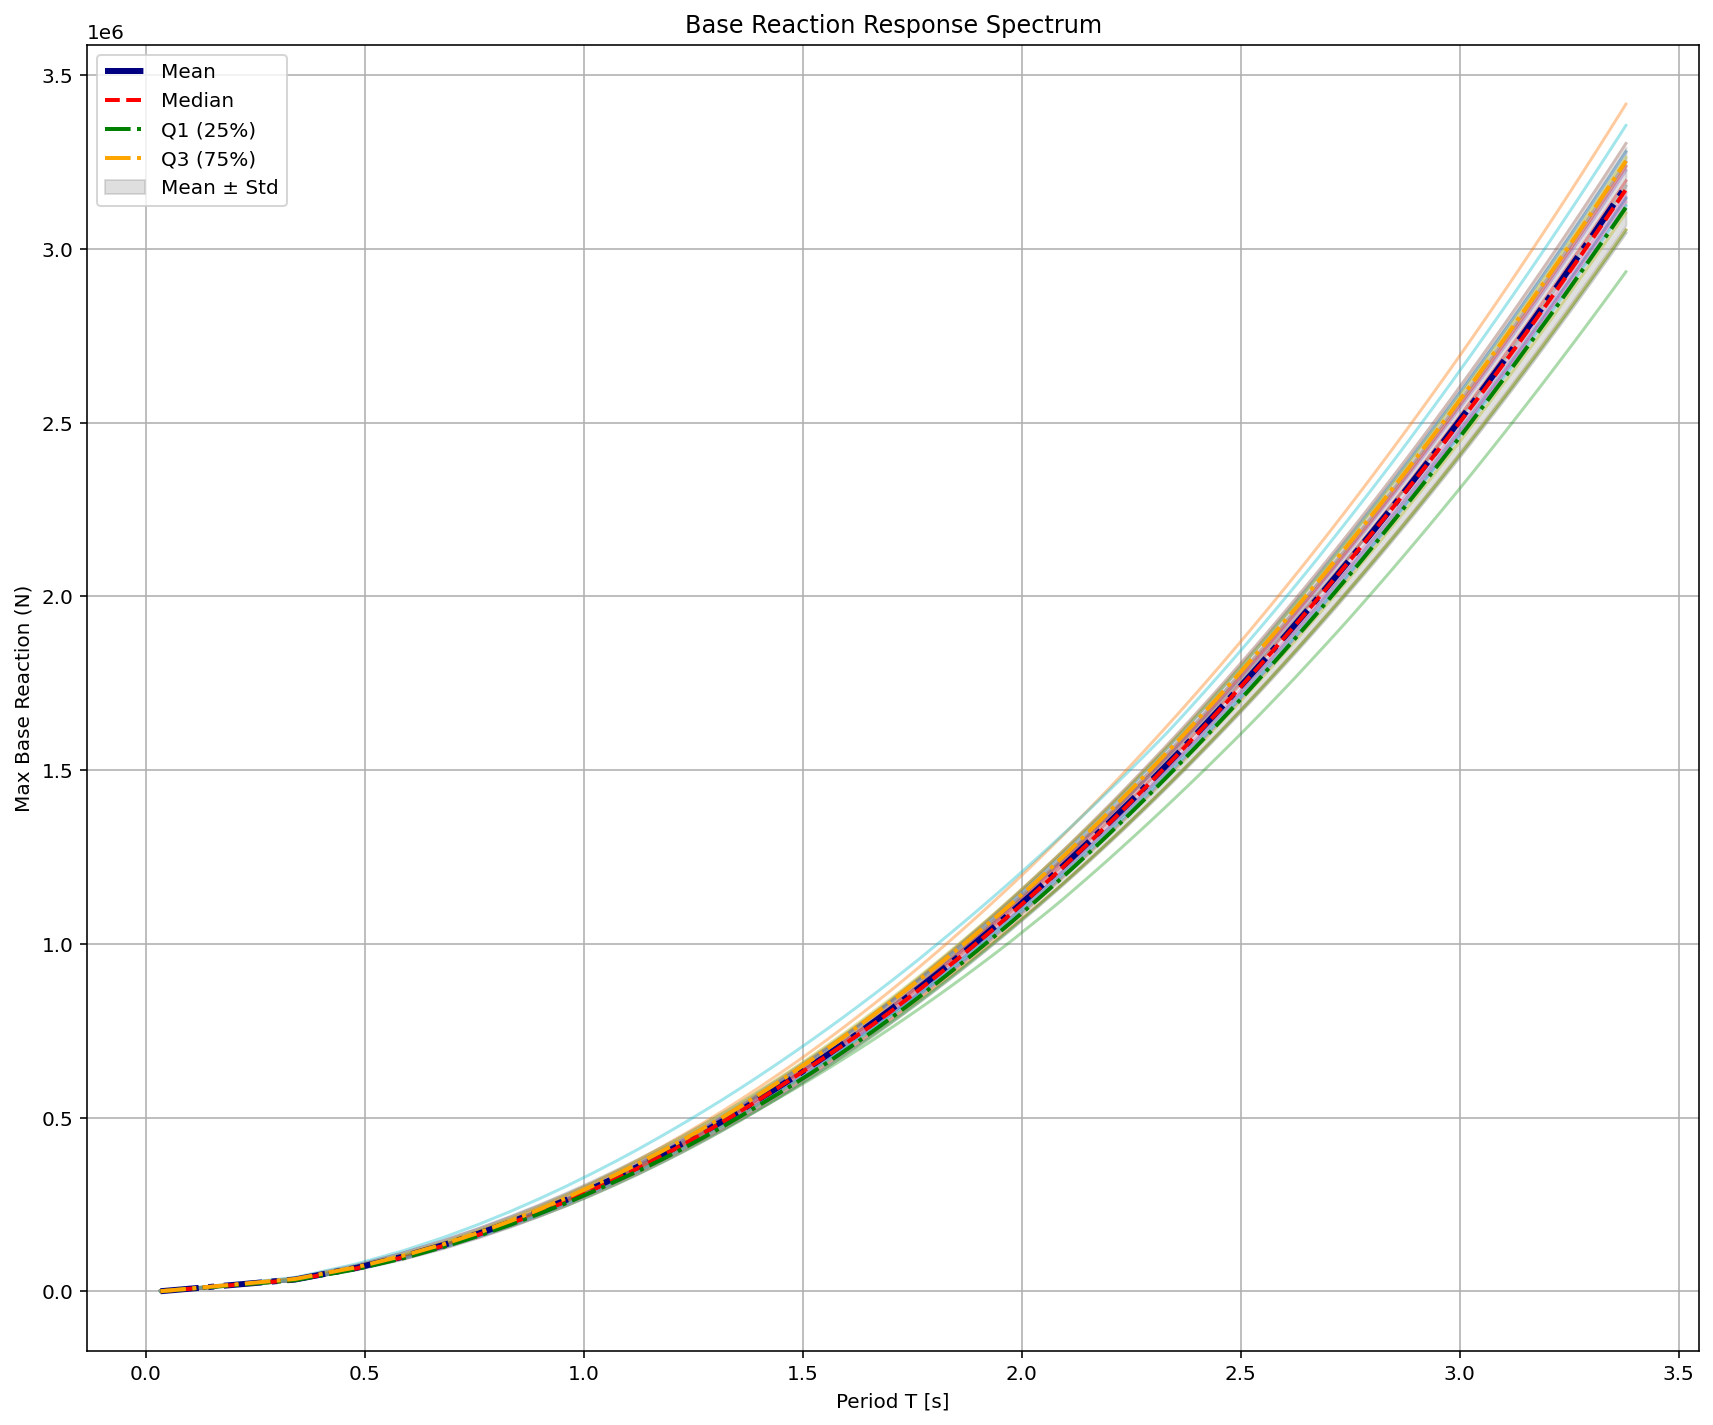 Base Reaction Response Spectrum
1e6
Mean
Median
Q1 (25%)
Q3 (75%)
Mean ± Std
3.5
3.0
2.5
2.0
1.5
1.0
0.5
0.0
Max Base Reaction (N)
0.0 0.5 1.0 1.5 2.0 2.5 3.0 3.5
Period T [s]